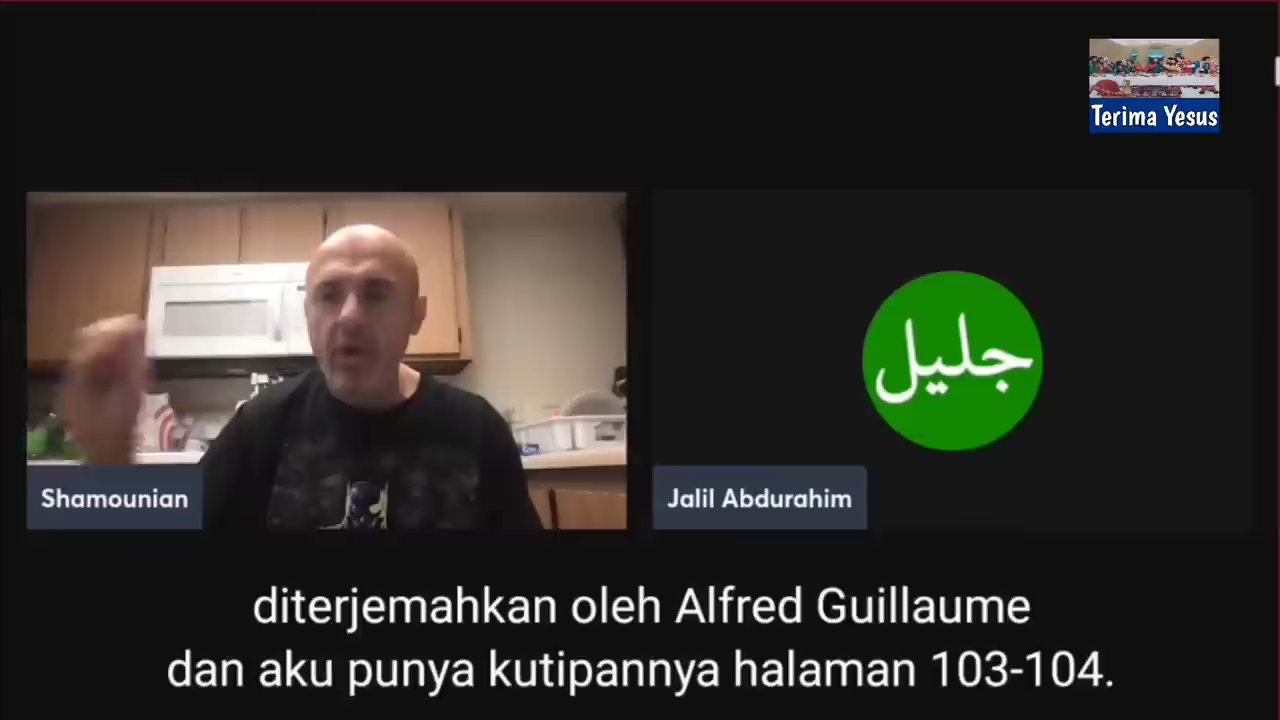 Terima Yesus
جليل
Shamounian
Jalil Abdurahim
diterjemahkan oleh Alfred Guillaume
dan aku punya kutipannya halaman 103-104.